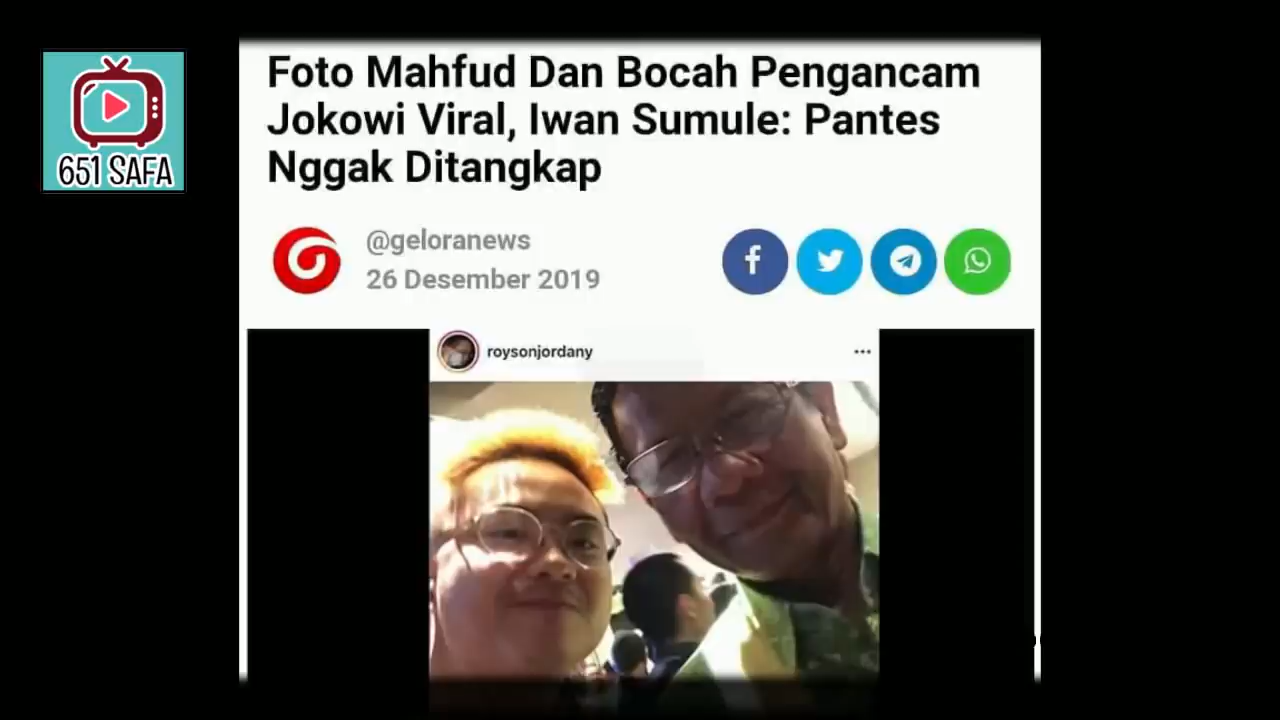 651 SAFA
Foto Mahfud Dan Bocah Pengancam
Jokowi Viral, Iwan Sumule: Pantes
Nggak Ditangkap
@geloranews
26 Desember 2019
roysonjordany